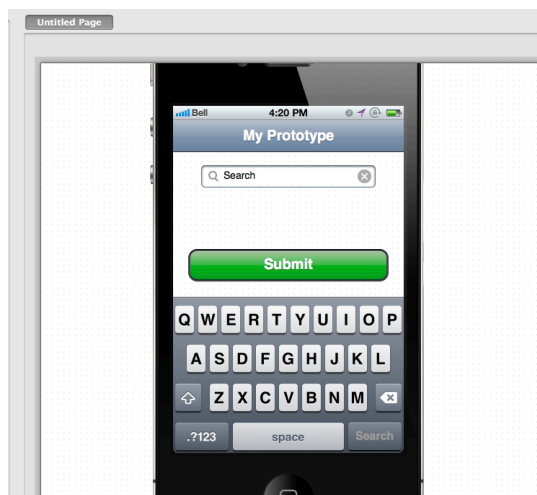 Untitled Page
Bell 4:20 PM
My Prototype
Search
Submit
Q W E R T Y U I O P
A S D F G H J K L
Z X C V B N M
.?123 space Search